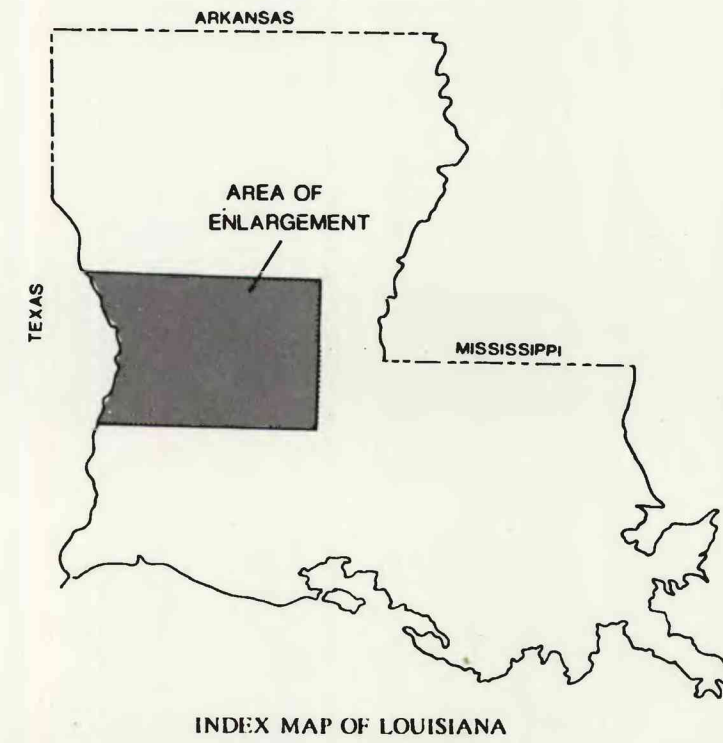 ARKANSAS
AREA OF
ENLARGEMENT
TEXAS
MISSISSIPPI
INDEX MAP OF LOUISIANA